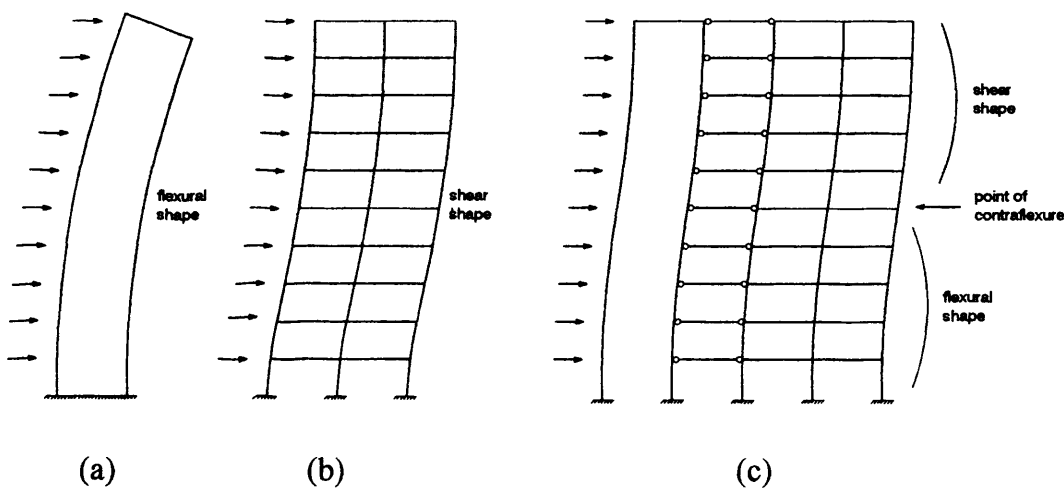 flexural
shape
shear
shape
shear
shape
point of
contraflexure
flexural
shape
(a)
(b)
(c)